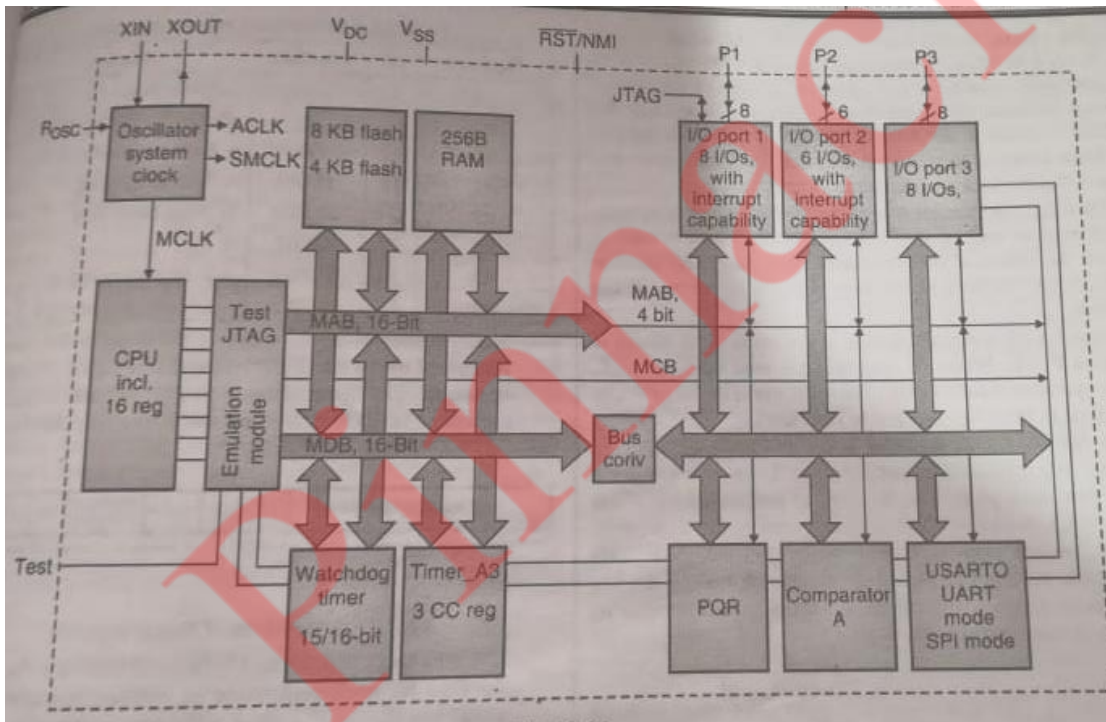 XIN XOUT
VDC
VSS
RST/NMI
P1
P2
P3
JTAG
8
6
8
ROSC
Oscillator
system
clock
ACLK
SMCLK
8 KB flash
4 KB flash
256B
RAM
I/O port 1
8 I/Os,
with
interrupt
capability
I/O port 2
6 I/Os,
with
interrupt
capability
I/O port 3
8 I/Os,
MCLK
CPU
incl.
16 reg
Test
JTAG
Emulation
module
MAB, 16-Bit
MAB,
4 bit
MCB
MDB, 16-Bit
Bus
coriv
Test
Watchdog
timer
15/16-bit
Timer_A3
3 CC reg
PQR
Comparator
A
USARTO
UART
mode
SPI mode